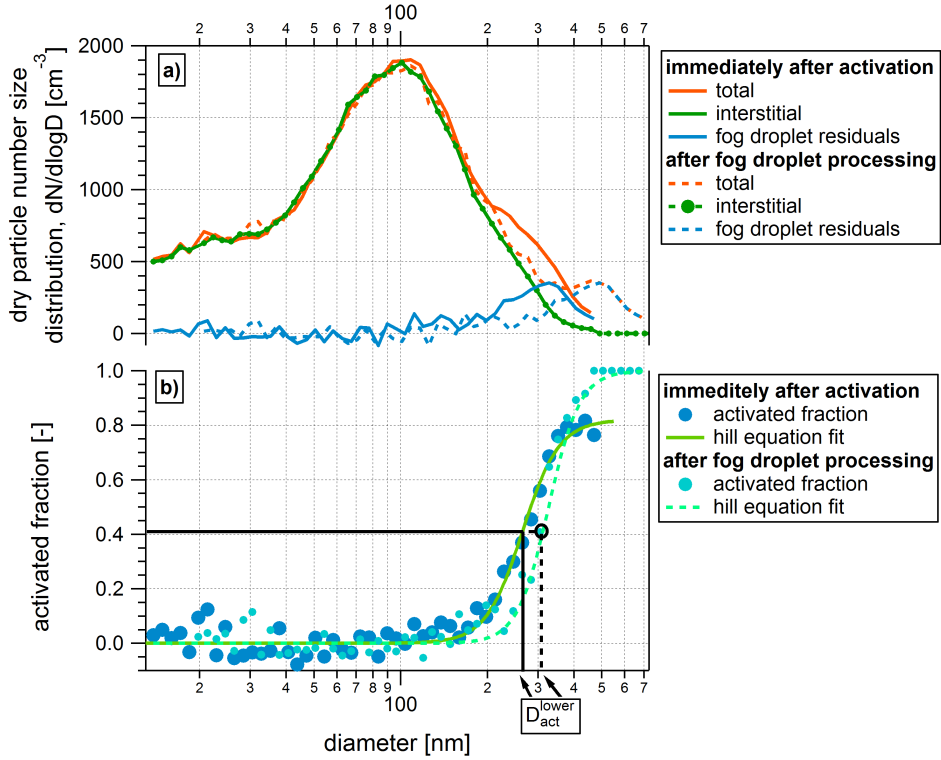 100
2 3 4 5 6 7 8 9 2 3 4 5 6 7
dry particle number size
distribution, dN/dlogD [cm-3]
2000
1500
1000
500
0
a)
immediately after activation
total
interstitial
fog droplet residuals
after fog droplet processing
total
interstitial
fog droplet residuals
activated fraction [-]
1.0
0.8
0.6
0.4
0.2
0.0
b)
immeditely after activation
activated fraction
hill equation fit
after fog droplet processing
activated fraction
hill equation fit
2 3 4 5 6 7 8 9 2 3 4 5 6 7
100
D lower act
diameter [nm]